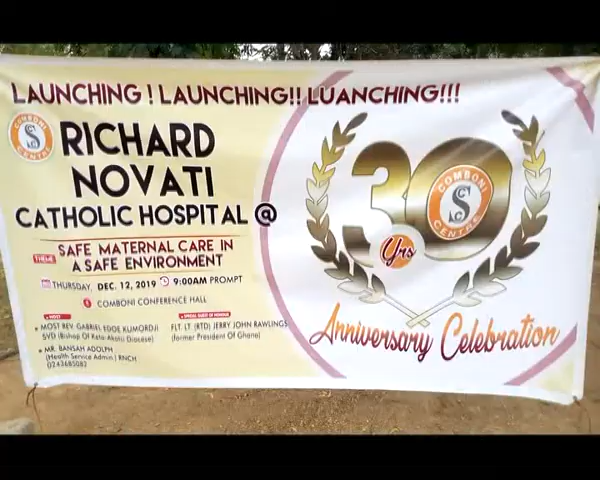 LAUNCHING ! LAUNCHING!! LUANCHING!!!
COMBONI
CENTRE
RICHARD
NOVATI
CATHOLIC HOSPITAL @
THEME
SAFE MATERNAL CARE IN
A SAFE ENVIRONMENT
THURSDAY, DEC. 12, 2019 9:00AM PROMPT
COMBONI CONFERENCE HALL
HOST
MOST REV. GABRIEL EDOE KUMORDJI
SVD (Bishop Of Keta-Akatsi Diocese)
MR. BANSAH ADOLPH
(Health Service Admin) RNCH
0243685082
SPECIAL GUEST OF HONOUR
FLT. LT (RTD) JERRY JOHN RAWLINGS
(former President Of Ghana)
30
Yrs
COMBONI
CENTRE
Anniversary Celebration